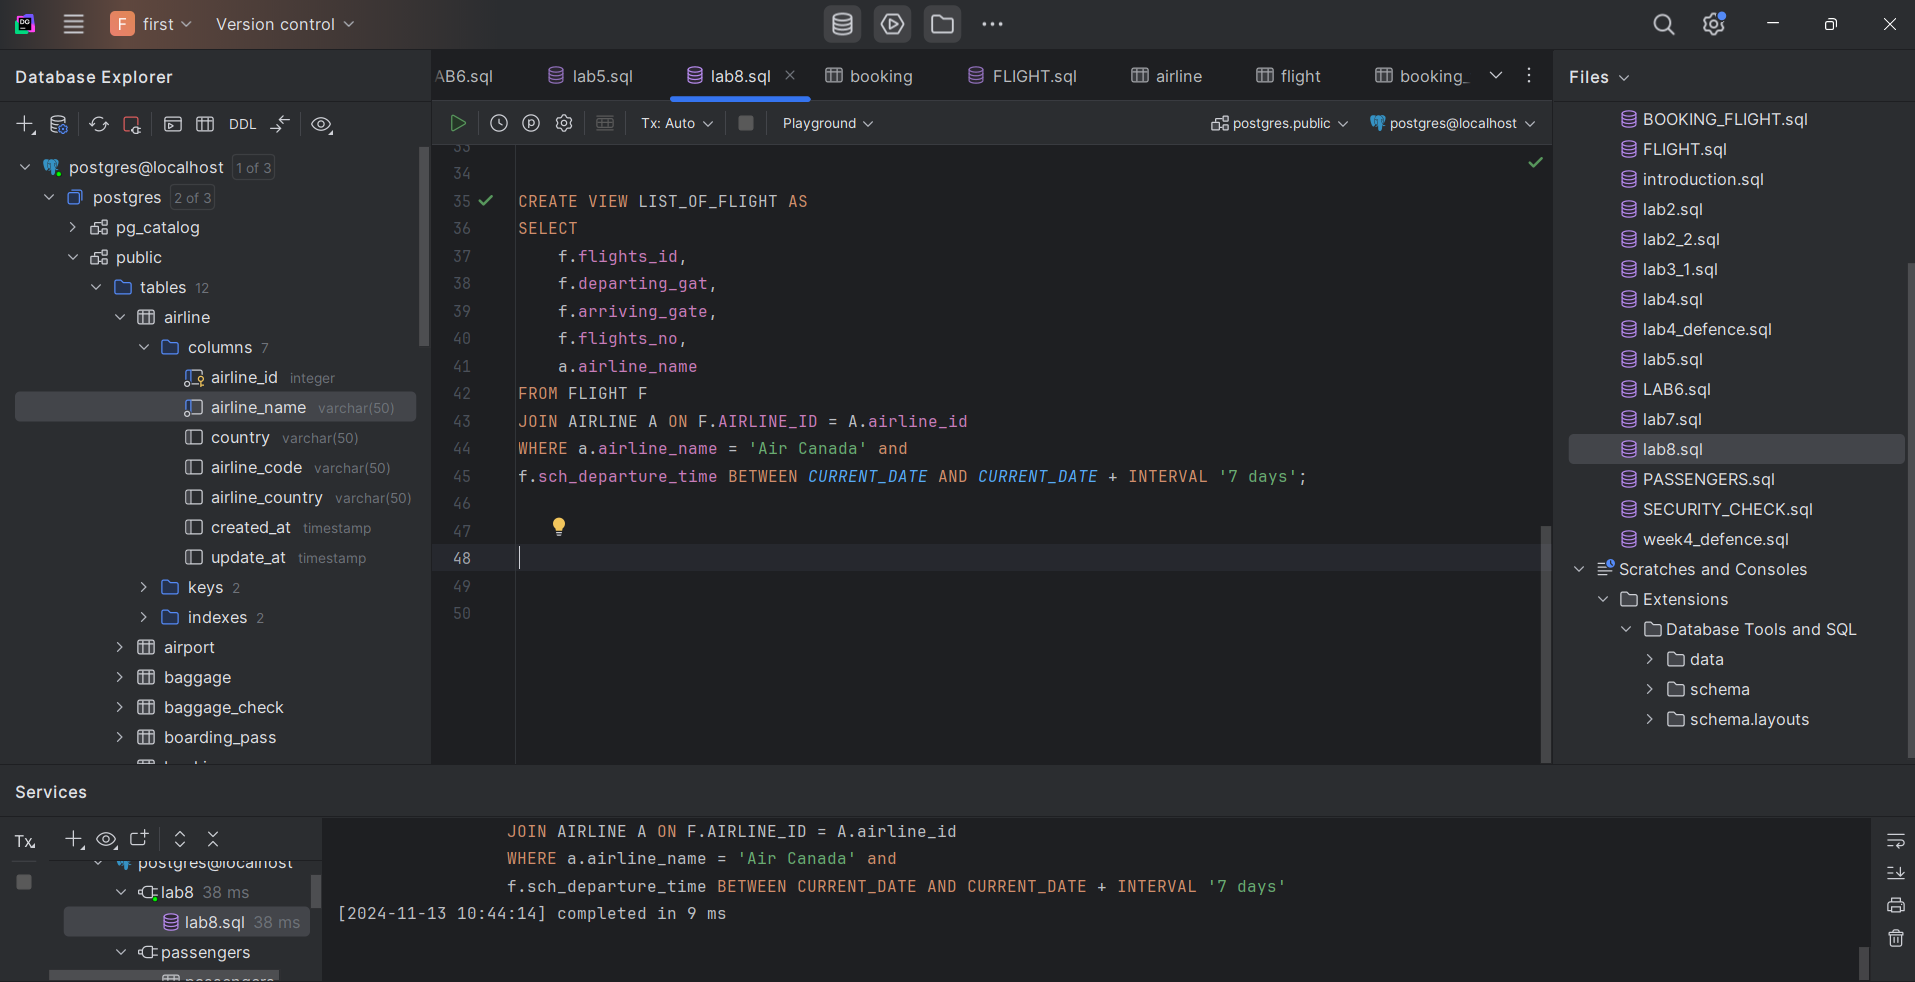 DG
F first
Version control
Database Explorer
DDL
postgres@localhost 1 of 3
postgres 2 of 3
pg_catalog
public
tables 12
airline
columns 7
airline_id integer
airline_name varchar(50)
country varchar(50)
airline_code varchar(50)
airline_country varchar(50)
created_at timestamp
update_at timestamp
keys 2
indexes 2
airport
baggage
baggage_check
boarding_pass
AB6.sql
lab5.sql
lab8.sql
booking
FLIGHT.sql
airline
flight
booking_
Tx: Auto
Playground
postgres.public
postgres@localhost
33
34
35 CREATE VIEW LIST_OF_FLIGHT AS
36 SELECT
37 f.flights_id,
38 f.departing_gat,
39 f.arriving_gate,
40 f.flights_no,
41 a.airline_name
42 FROM FLIGHT F
43 JOIN AIRLINE A ON F.AIRLINE_ID = A.airline_id
44 WHERE a.airline_name = 'Air Canada' and
45 f.sch_departure_time BETWEEN CURRENT_DATE AND CURRENT_DATE + INTERVAL '7 days';
46
47
48
49
50
Files
BOOKING_FLIGHT.sql
FLIGHT.sql
introduction.sql
lab2.sql
lab2_2.sql
lab3_1.sql
lab4.sql
lab4_defence.sql
lab5.sql
LAB6.sql
lab7.sql
lab8.sql
PASSENGERS.sql
SECURITY_CHECK.sql
week4_defence.sql
Scratches and Consoles
Extensions
Database Tools and SQL
data
schema
schema.layouts
Services
Tx
postgres@localhost
lab8 38 ms
lab8.sql 38 ms
passengers
passengers
JOIN AIRLINE A ON F.AIRLINE_ID = A.airline_id
WHERE a.airline_name = 'Air Canada' and
f.sch_departure_time BETWEEN CURRENT_DATE AND CURRENT_DATE + INTERVAL '7 days'
[2024-11-13 10:44:14] completed in 9 ms